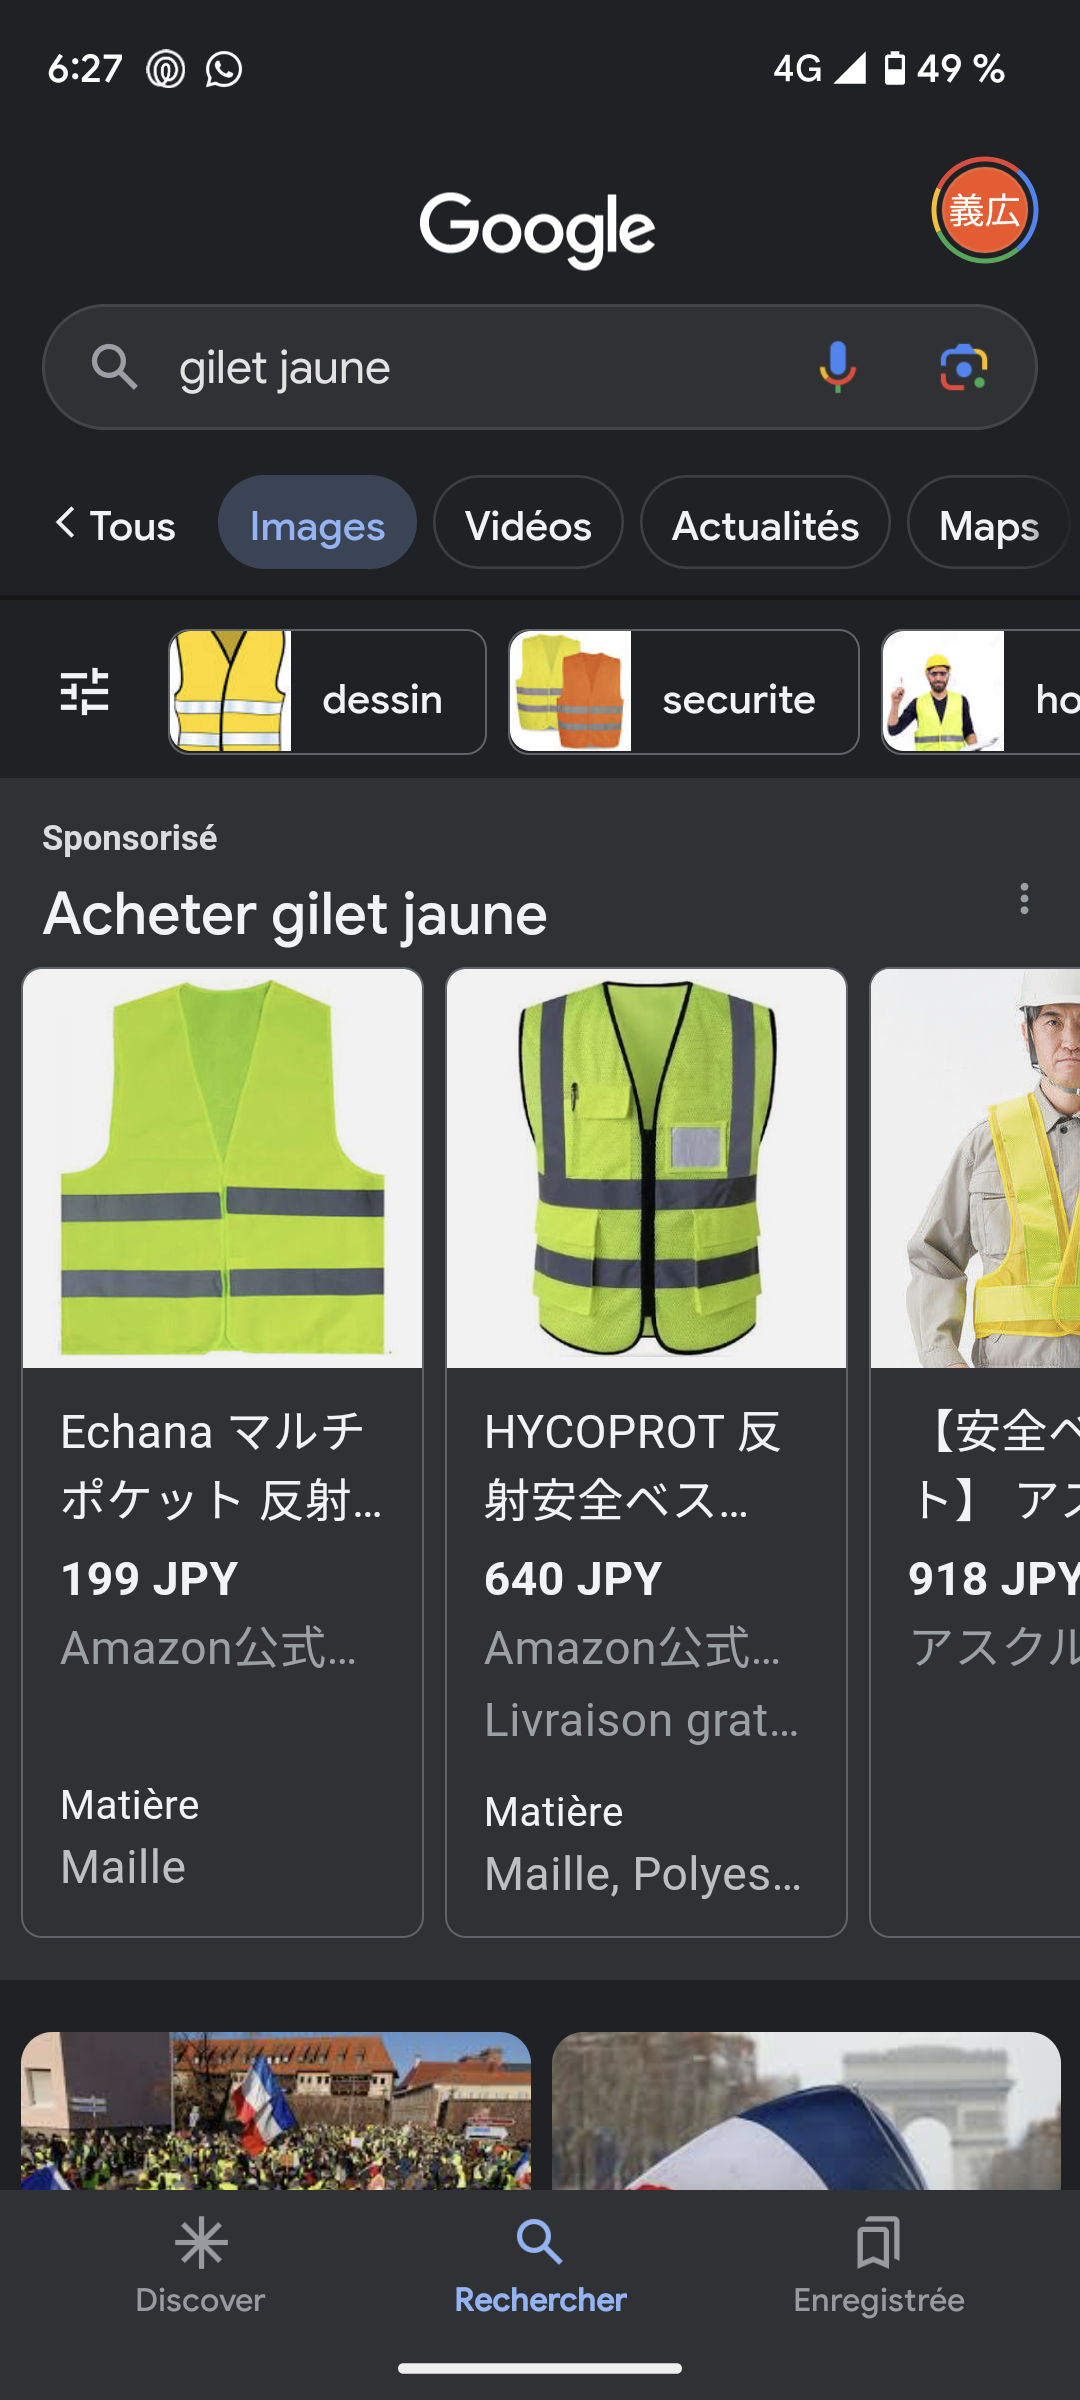 6:27
4G 49 %
Google
義広
gilet jaune
Tous Images Vidéos Actualités Maps
dessin securite ho
Sponsorisé
Acheter gilet jaune
Echana マルチ
ポケット 反射...
199 JPY
Amazon公式...
Matière
Maille
HYCOPROT 反
射安全ベス...
640 JPY
Amazon公式...
Livraison grat...
Matière
Maille, Polyes...
【安全ベ
ト】 アス
918 JPY
アスクル
Discover Rechercher Enregistrée